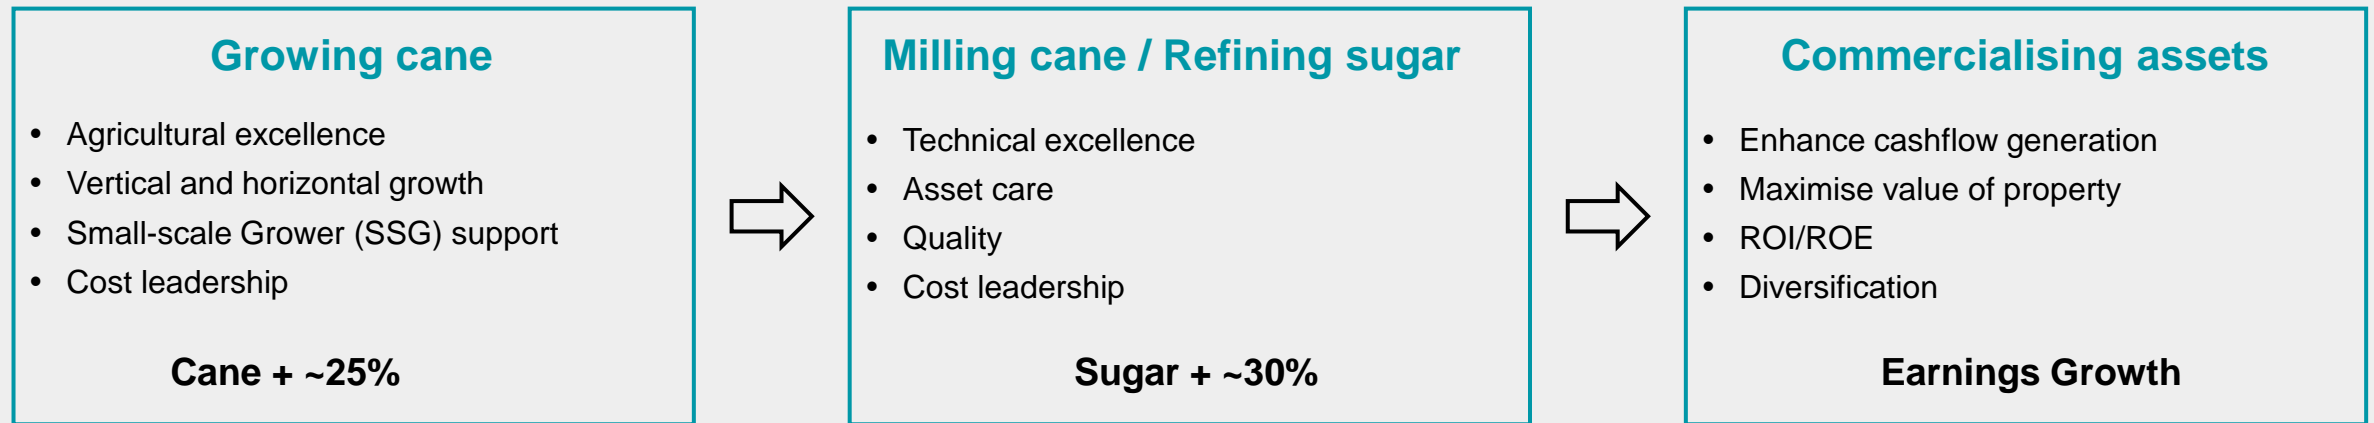 Growing cane
• Agricultural excellence
• Vertical and horizontal growth
• Small-scale Grower (SSG) support
• Cost leadership
Cane + ~25%
Milling cane / Refining sugar
• Technical excellence
• Asset care
• Quality
• Cost leadership
Sugar + ~30%
Commercialising assets
• Enhance cashflow generation
• Maximise value of property
• ROI/ROE
• Diversification
Earnings Growth